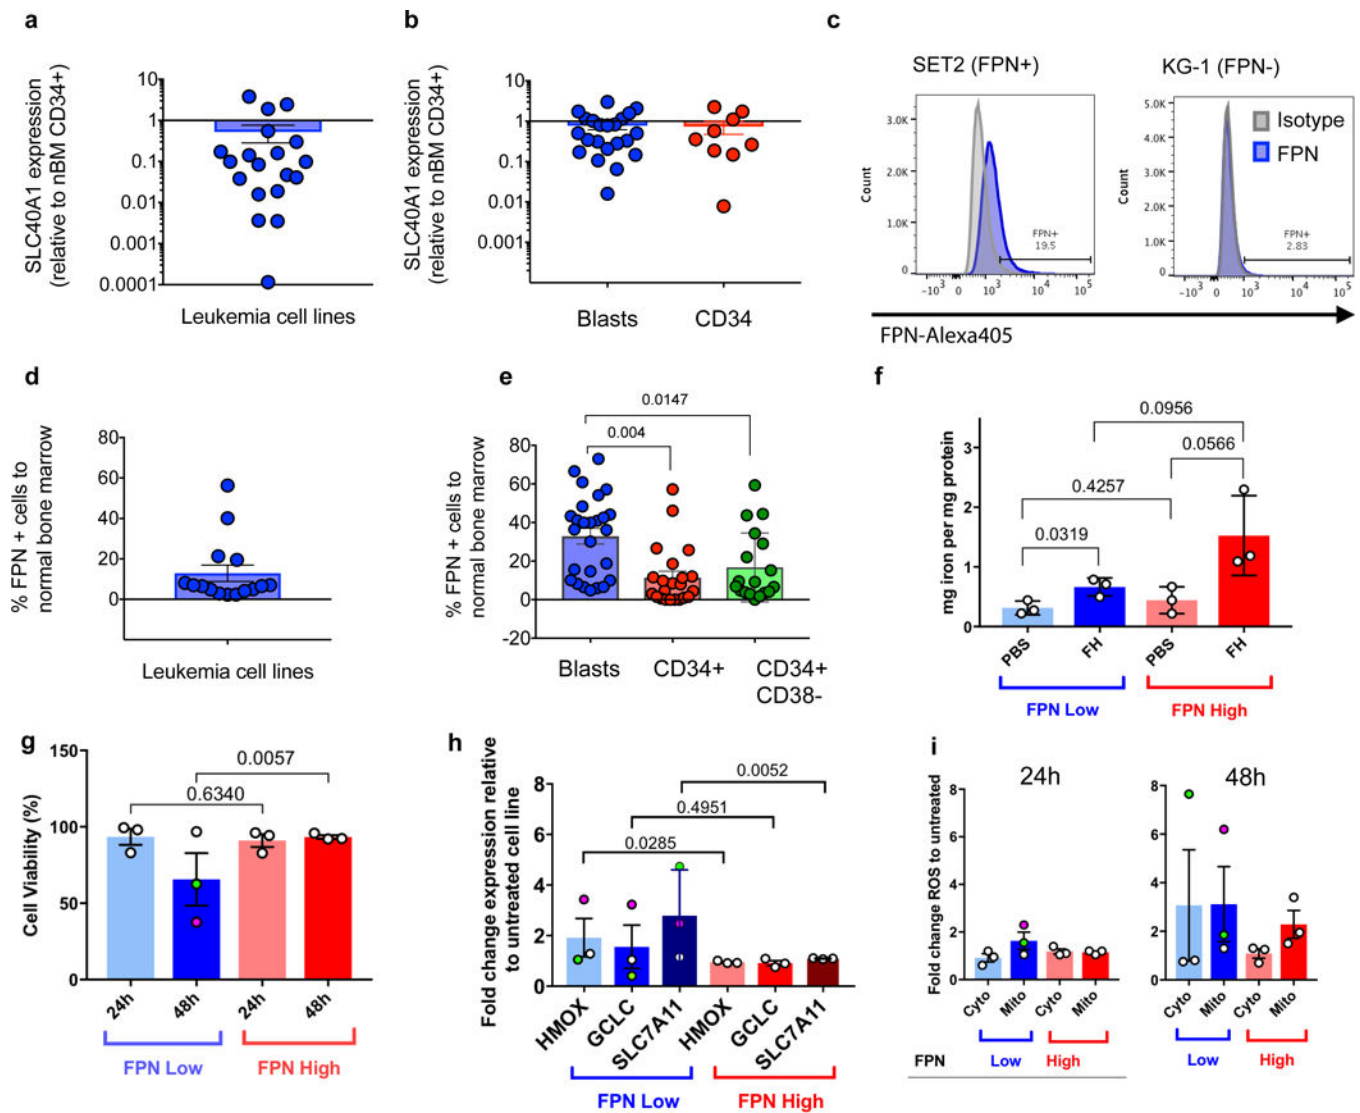 a
SLC40A1 expression
(relative to nBM CD34+)
10
1
0.1
0.01
0.001
0.0001
Leukemia cell lines
b
SLC40A1 expression
(relative to nBM CD34+)
10
1
0.1
0.01
0.001
Blasts
CD34
c
SET2 (FPN+)
Count
3.0K
2.0K
1.0K
0
FPN+
19.5
-10³ 0 10³ 10⁴ 10⁵
KG-1 (FPN-)
Count
5.0K
4.0K
3.0K
2.0K
1.0K
0
Isotype
FPN
FPN+
2.83
-10³ 0 10³ 10⁴ 10⁵
FPN-Alexa405
d
% FPN + cells to
normal bone marrow
80
60
40
20
0
Leukemia cell lines
e
% FPN + cells to
normal bone marrow
0.0147
0.004
80
60
40
20
0
-20
Blasts
CD34+
CD34+
CD38-
f
mg iron per mg protein
0.0956
0.0566
0.4257
0.0319
3
2
1
0
PBS
FH
PBS
FH
FPN Low
FPN High
g
Cell Viability (%)
150
100
50
0
0.0057
0.6340
24h
48h
24h
48h
FPN Low
FPN High
h
Fold change expression relative
to untreated cell line
8
6
4
2
0
0.0052
0.4951
0.0285
HMOX
GCLC
SLC7A11
HMOX
GCLC
SLC7A11
FPN Low
FPN High
i
24h
Fold change ROS to untreated
8
6
4
2
0
Cyto
Mito
Cyto
Mito
FPN
Low
High
48h
8
6
4
2
0
Cyto
Mito
Cyto
Mito
Low
High